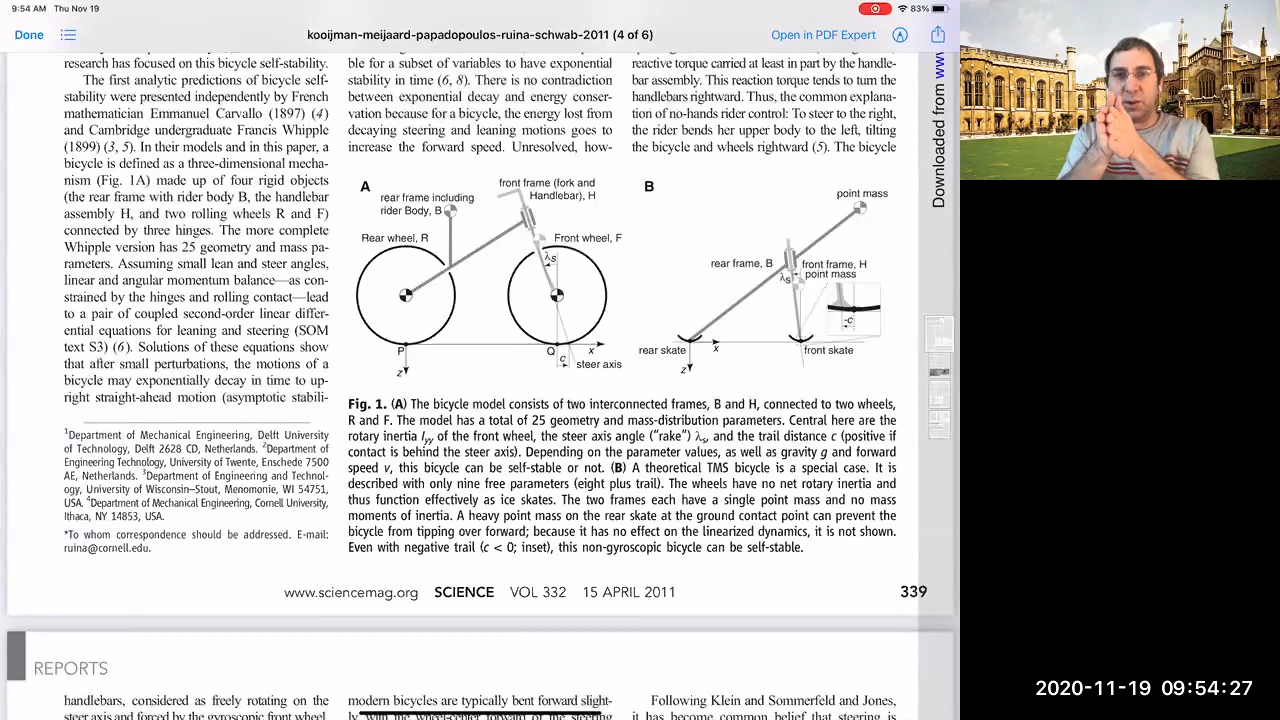 9:54 AM Thu Nov 19
83%
Done
kooijman-meijaard-papadopoulos-ruina-schwab-2011 (4 of 6)
Open in PDF Expert
research has focused on this bicycle self-stability.
The first analytic predictions of bicycle self-
stability were presented independently by French
mathematician Emmanuel Carvallo (1897) (4)
and Cambridge undergraduate Francis Whipple
(1899) (3, 5). In their models and in this paper, a
bicycle is defined as a three-dimensional mecha-
nism (Fig. 1A) made up of four rigid objects
(the rear frame with rider body B, the handlebar
assembly H, and two rolling wheels R and F)
connected by three hinges. The more complete
Whipple version has 25 geometry and mass pa-
rameters. Assuming small lean and steer angles,
linear and angular momentum balance—as con-
strained by the hinges and rolling contact—lead
to a pair of coupled second-order linear differ-
ential equations for leaning and steering (SOM
text S3) (6). Solutions of these equations show
that after small perturbations, the motions of a
bicycle may exponentially decay in time to up-
right straight-ahead motion (asymptotic stabili-
ble for a subset of variables to have exponential
stability in time (6, 8). There is no contradiction
between exponential decay and energy conser-
vation because for a bicycle, the energy lost from
decaying steering and leaning motions goes to
increase the forward speed. Unresolved, how-
reactive torque carried at least in part by the handle-
bar assembly. This reaction torque tends to turn the
handlebars rightward. Thus, the common explana-
tion of no-hands rider control: To steer to the right,
the rider bends her upper body to the left, tilting
the bicycle and wheels rightward (5). The bicycle
A
rear frame including
rider Body, B
front frame (fork and
Handlebar), H
Rear wheel, R
Front wheel, F
λs
P
Q
x
c
z
steer axis
B
point mass
rear frame, B
front frame, H
point mass
λs
-c
rear skate
x
front skate
z
Fig. 1. (A) The bicycle model consists of two interconnected frames, B and H, connected to two wheels,
R and F. The model has a total of 25 geometry and mass-distribution parameters. Central here are the
rotary inertia Iyy of the front wheel, the steer axis angle (“rake”) λs, and the trail distance c (positive if
contact is behind the steer axis). Depending on the parameter values, as well as gravity g and forward
speed v, this bicycle can be self-stable or not. (B) A theoretical TMS bicycle is a special case. It is
described with only nine free parameters (eight plus trail). The wheels have no net rotary inertia and
thus function effectively as ice skates. The two frames each have a single point mass and no mass
moments of inertia. A heavy point mass on the rear skate at the ground contact point can prevent the
bicycle from tipping over forward; because it has no effect on the linearized dynamics, it is not shown.
Even with negative trail (c < 0; inset), this non-gyroscopic bicycle can be self-stable.
1Department of Mechanical Engineering, Delft University
of Technology, Delft 2628 CD, Netherlands. 2Department of
Engineering Technology, University of Twente, Enschede 7500
AE, Netherlands. 3Department of Engineering and Technol-
ogy, University of Wisconsin–Stout, Menomonie, WI 54751,
USA. 4Department of Mechanical Engineering, Cornell University,
Ithaca, NY 14853, USA.
*To whom correspondence should be addressed. E-mail:
ruina@cornell.edu.
www.sciencemag.org SCIENCE VOL 332 15 APRIL 2011 339
Downloaded from ww
REPORTS
handlebars, considered as freely rotating on the
steer axis and forced by the gyroscopic front wheel
modern bicycles are typically bent forward slight-
ly with the wheel-center forward of the steering
Following Klein and Sommerfeld and Jones,
it has become common belief that steering is
2020-11-19 09:54:27